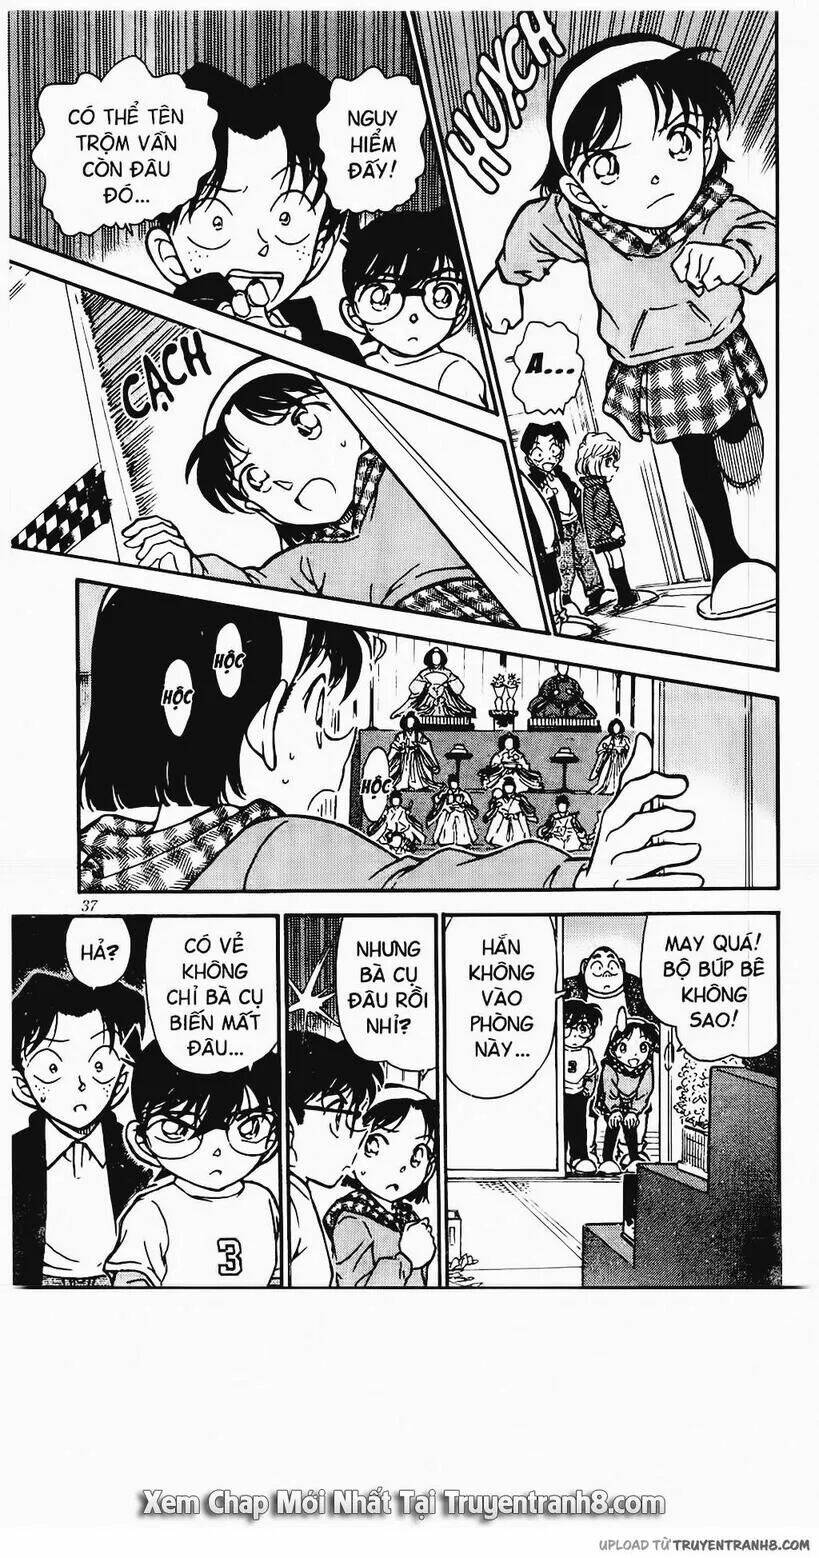 HUỴCH
A...
NGUY
HIỂM
ĐẤY!
CÓ THỂ TÊN
TRỘM VẪN
CÒN ĐÂU
ĐÓ...
CẠCH
HỘC
HỘC
HỘC
37
MAY QUÁ!
BỘ BÚP BÊ
KHÔNG
SAO!
HẮN
KHÔNG
VÀO
PHÒNG
NÀY...
NHƯNG
BÀ CỤ
ĐÂU RỒI
NHỈ?
CÓ VẺ
KHÔNG
CHỈ BÀ CỤ
BIẾN MẤT
ĐÂU...
HẢ?
3
3
Xem Chap Mới Nhất Tại Truyentranh8.com
UPLOAD TỪ TRUYENTRANH8.COM